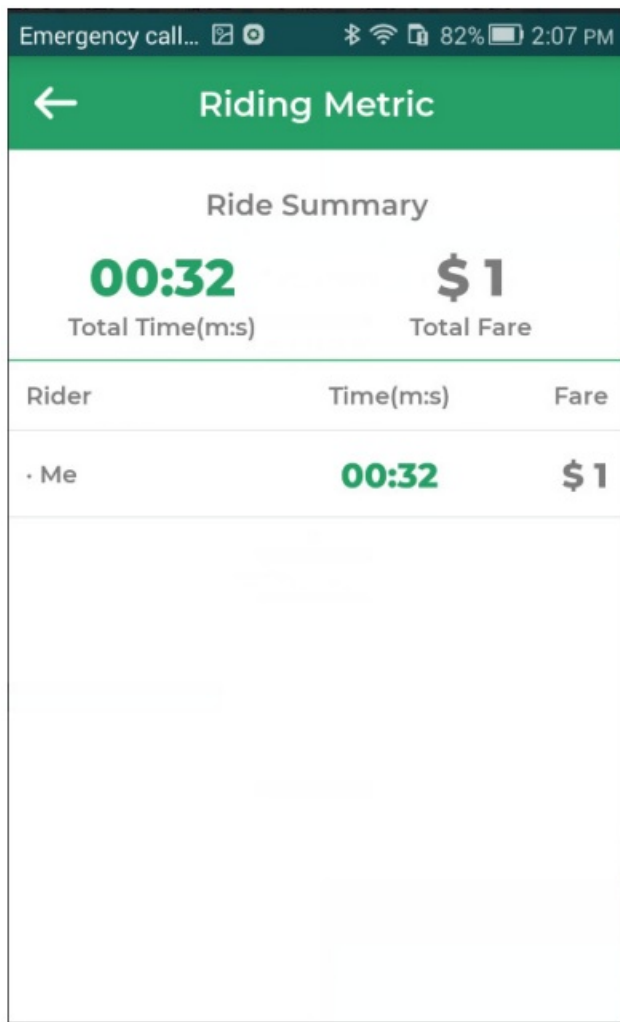 Emergency call... 82% 2:07 PM
Riding Metric
Ride Summary
00:32 $ 1
Total Time(m:s) Total Fare
Rider Time(m:s) Fare
· Me 00:32 $ 1